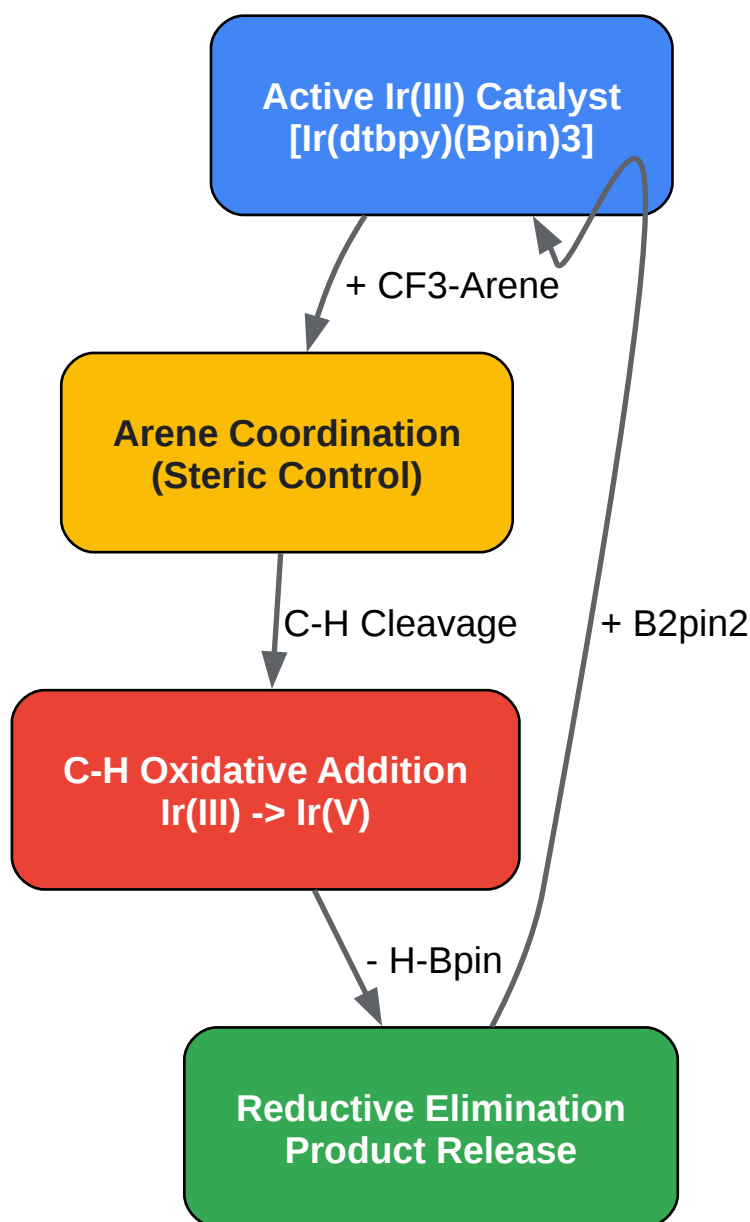 Active Ir(III) Catalyst
[Ir(dtbpy)(Bpin)3]
+ CF3-Arene
Arene Coordination
(Steric Control)
C-H Cleavage
+ B2pin2
C-H Oxidative Addition
Ir(III) -> Ir(V)
- H-Bpin
Reductive Elimination
Product Release